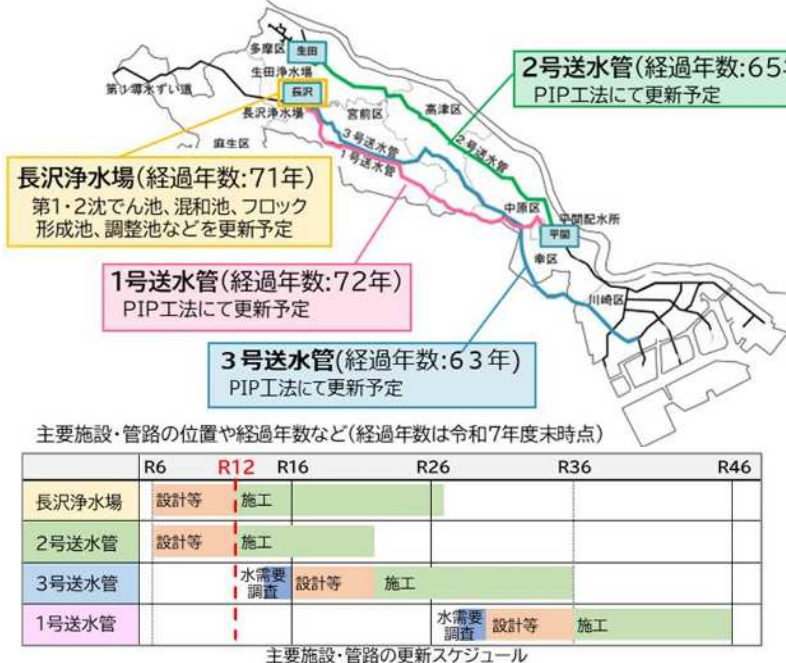 多摩区
生田
生田浄水場
第1導水ずい道
長沢
長沢浄水場
麻生区
宮前区
高津区
3号送水管
1号送水管
2号送水管
中原区
平間配水所
平間
幸区
川崎区
2号送水管(経過年数:65
PIP工法にて更新予定
長沢浄水場(経過年数:71年)
第1・2沈でん池、混和池、フロック
形成池、調整池などを更新予定
1号送水管(経過年数:72年)
PIP工法にて更新予定
3号送水管(経過年数:63年)
PIP工法にて更新予定
主要施設・管路の位置や経過年数など(経過年数は令和7年度末時点)
R6 R12 R16 R26 R36 R46
長沢浄水場 設計等 施工
2号送水管 設計等 施工
3号送水管 水需要調査 設計等 施工
1号送水管 水需要調査 設計等 施工
主要施設・管路の更新スケジュール